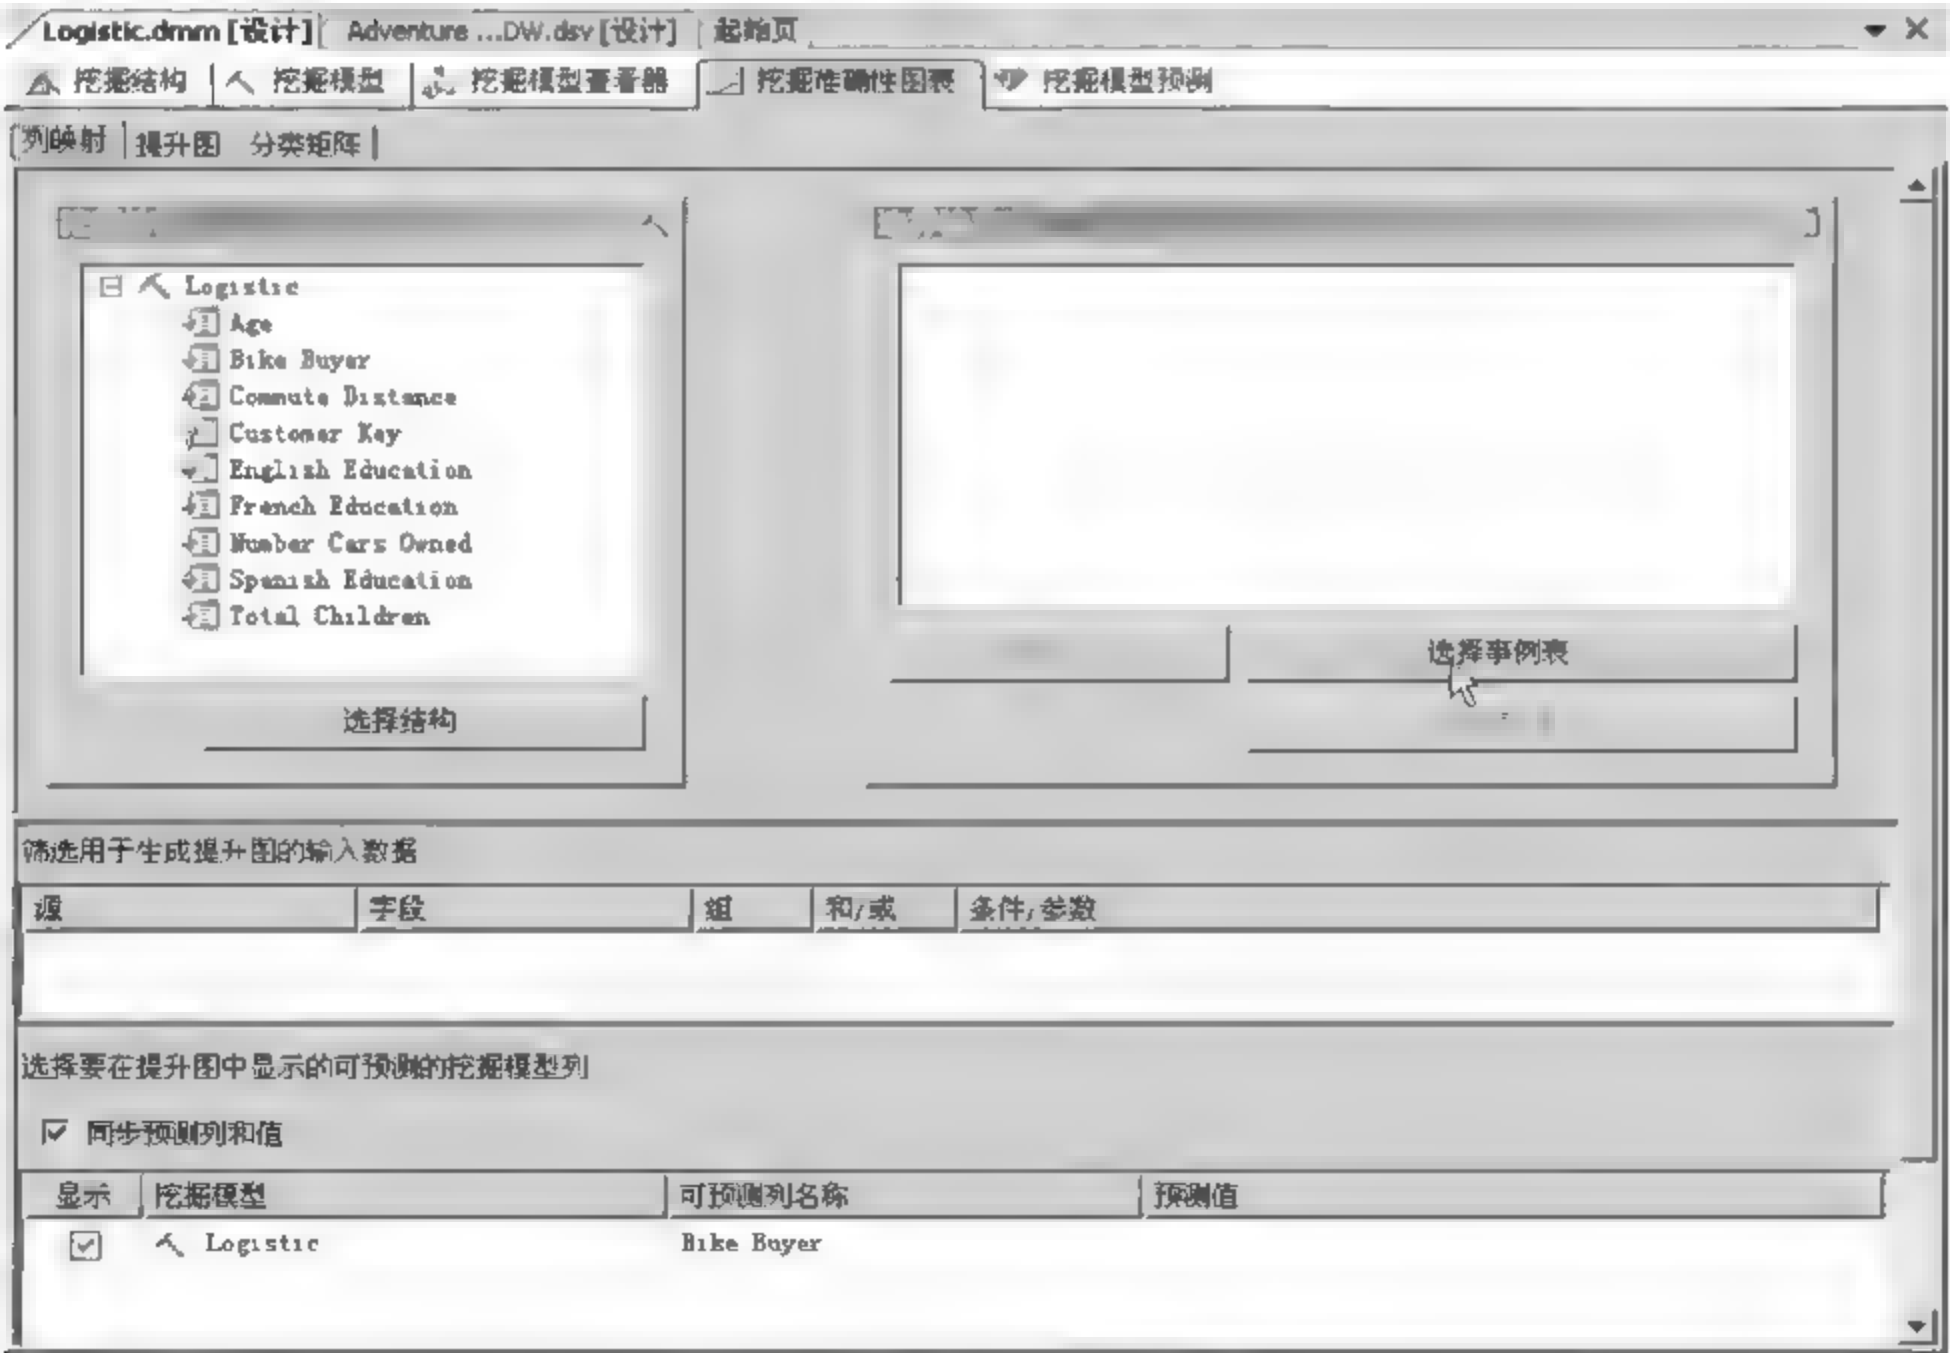 Logistic.dmm [设计] Adventure ...DW.dsv [设计] 起始页
挖掘结构 挖掘模型 挖掘模型查看器 挖掘准确性图表 挖掘模型预测
列映射 提升图 分类矩阵
Logistic
Age
Bike Buyer
Commute Distance
Customer Key
English Education
French Education
Number Cars Owned
Spanish Education
Total Children
选择结构
选择事例表
筛选用于生成提升图的输入数据
源 字段 组 和/或 条件/参数
选择要在提升图中显示的可预测的挖掘模型列
同步预测列和值
显示 挖掘模型 可预测列名称 预测值
Logistic Bike Buyer